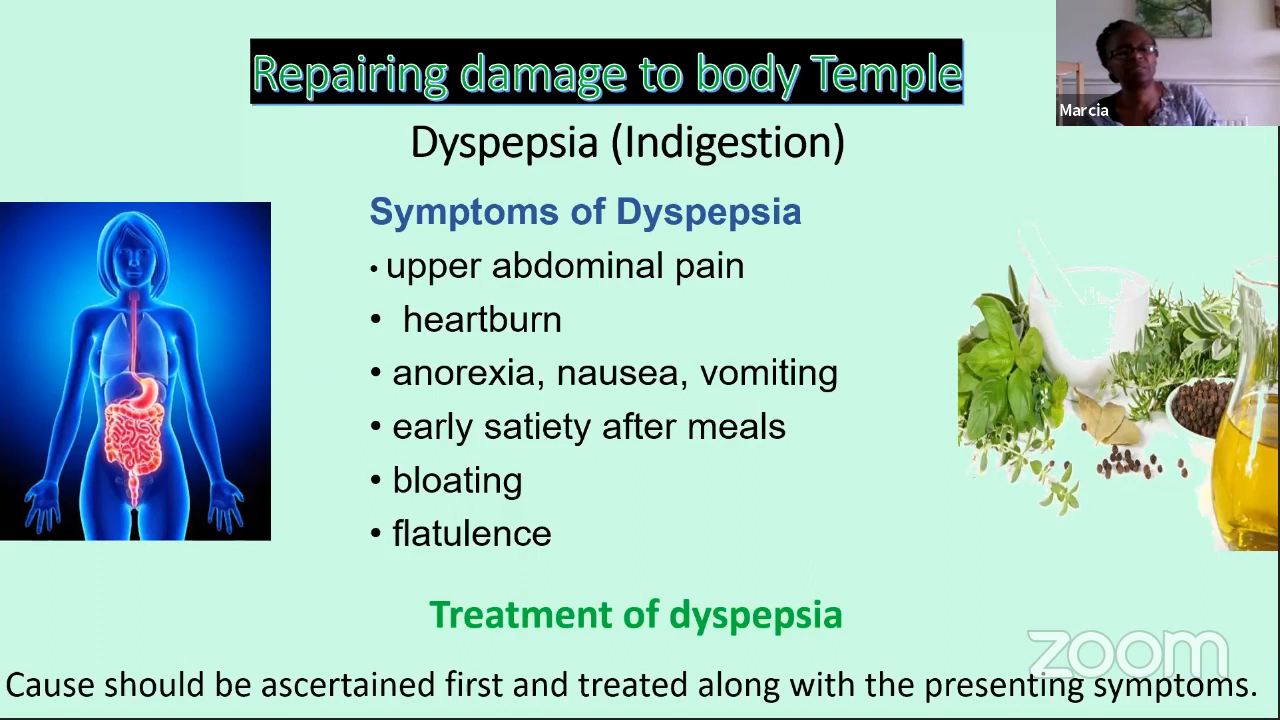 Repairing damage to body Temple
Marcia
Dyspepsia (Indigestion)
Symptoms of Dyspepsia
• upper abdominal pain
• heartburn
• anorexia, nausea, vomiting
• early satiety after meals
• bloating
• flatulence
Treatment of dyspepsia
zoom
Cause should be ascertained first and treated along with the presenting symptoms.